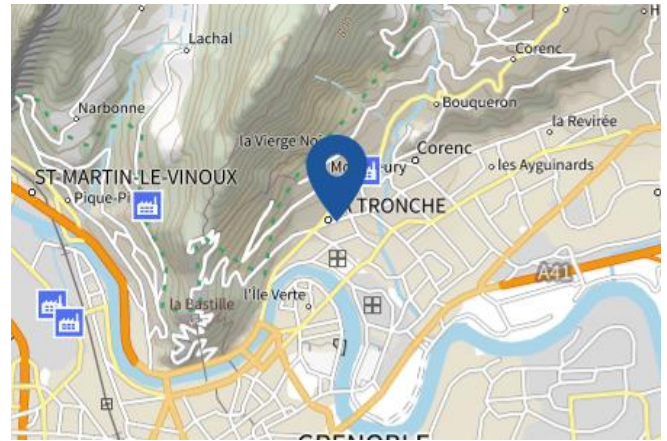 Lachal
Corenc
Narbonne
Bouqueron
la Vierge
la Revirée
Corenc
les Ayguinards
ST-MARTIN-LE-VINOUX
TRONCHE
A41
l'Île Verte
la Bastille
GRENOBLE